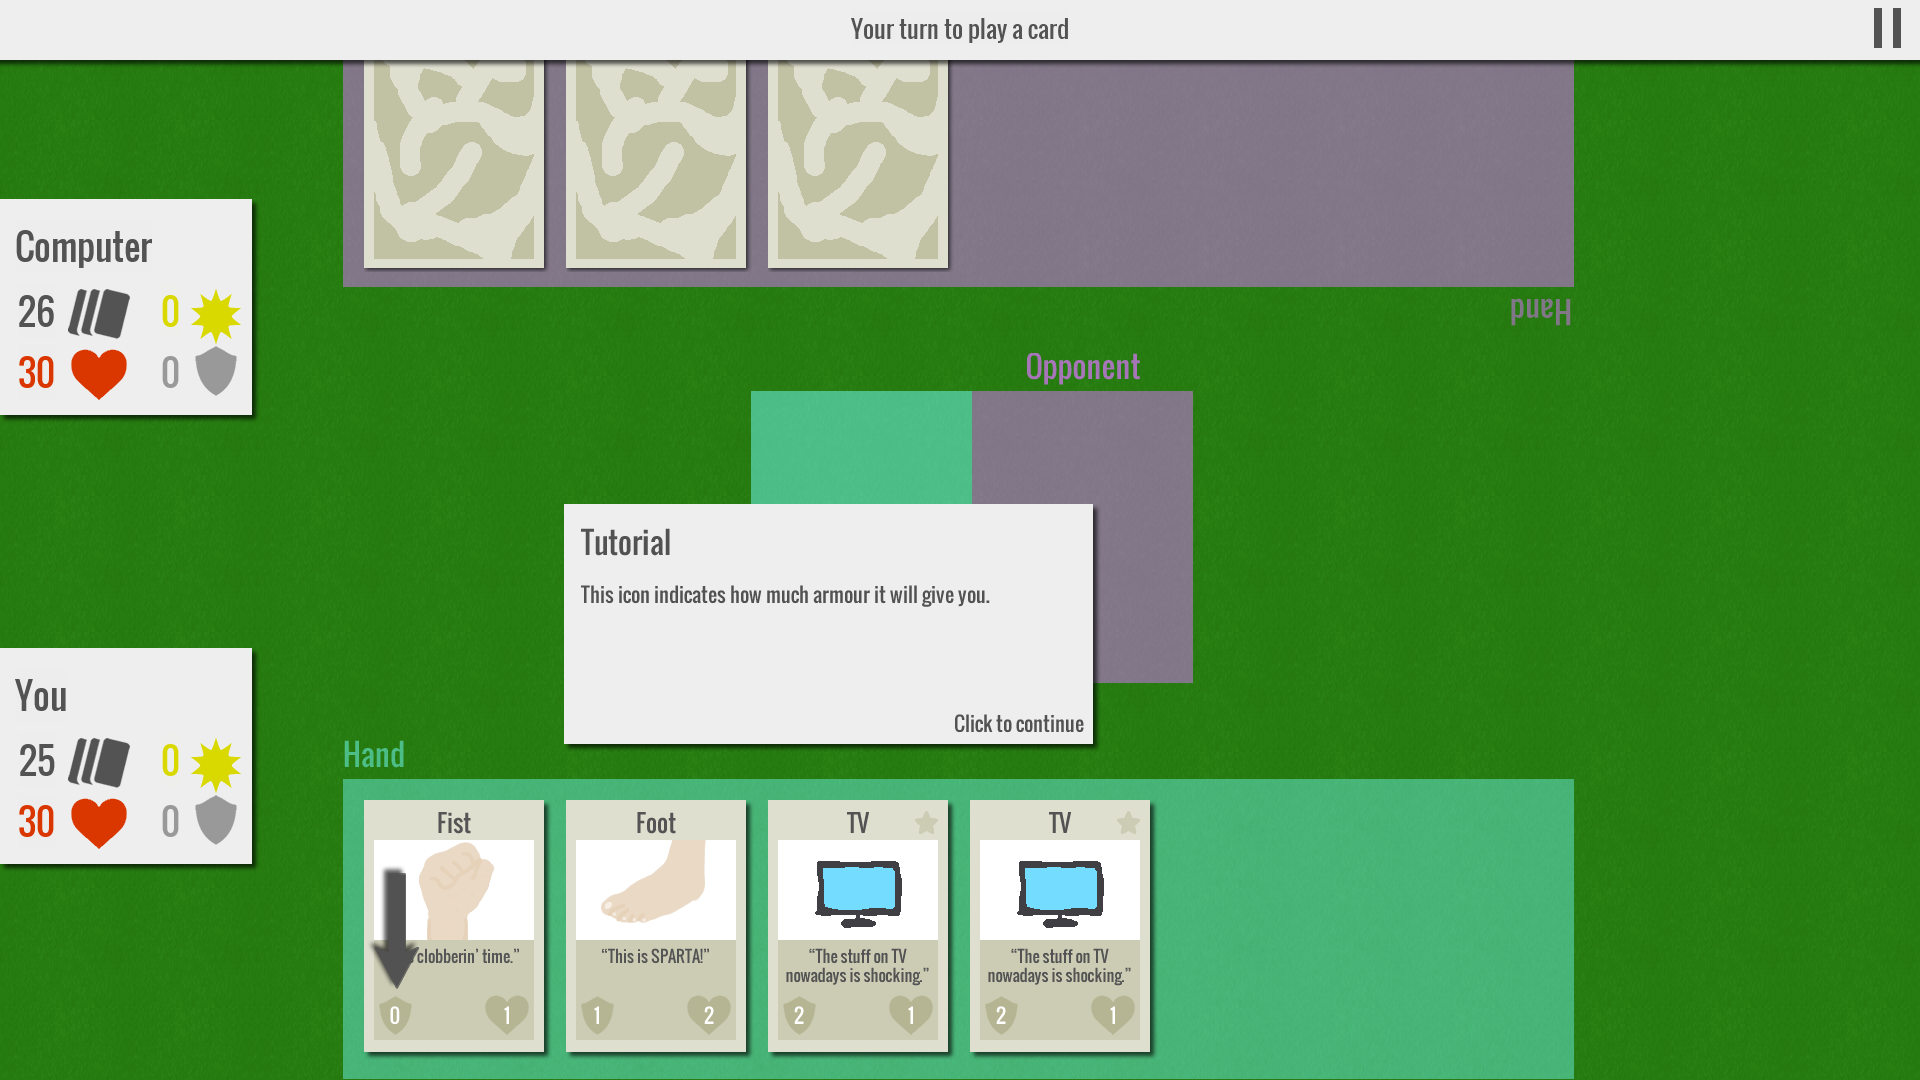 Your turn to play a card
Computer
26 0
30 0
Hand
Opponent
Tutorial
This icon indicates how much armour it will give you.
Click to continue
You
25 0
30 0
Hand
Fist
clobberin' time.”
0 1
Foot
“This is SPARTA!”
1 2
TV
“The stuff on TV
nowadays is shocking.”
2 1
TV
“The stuff on TV
nowadays is shocking.”
2 1